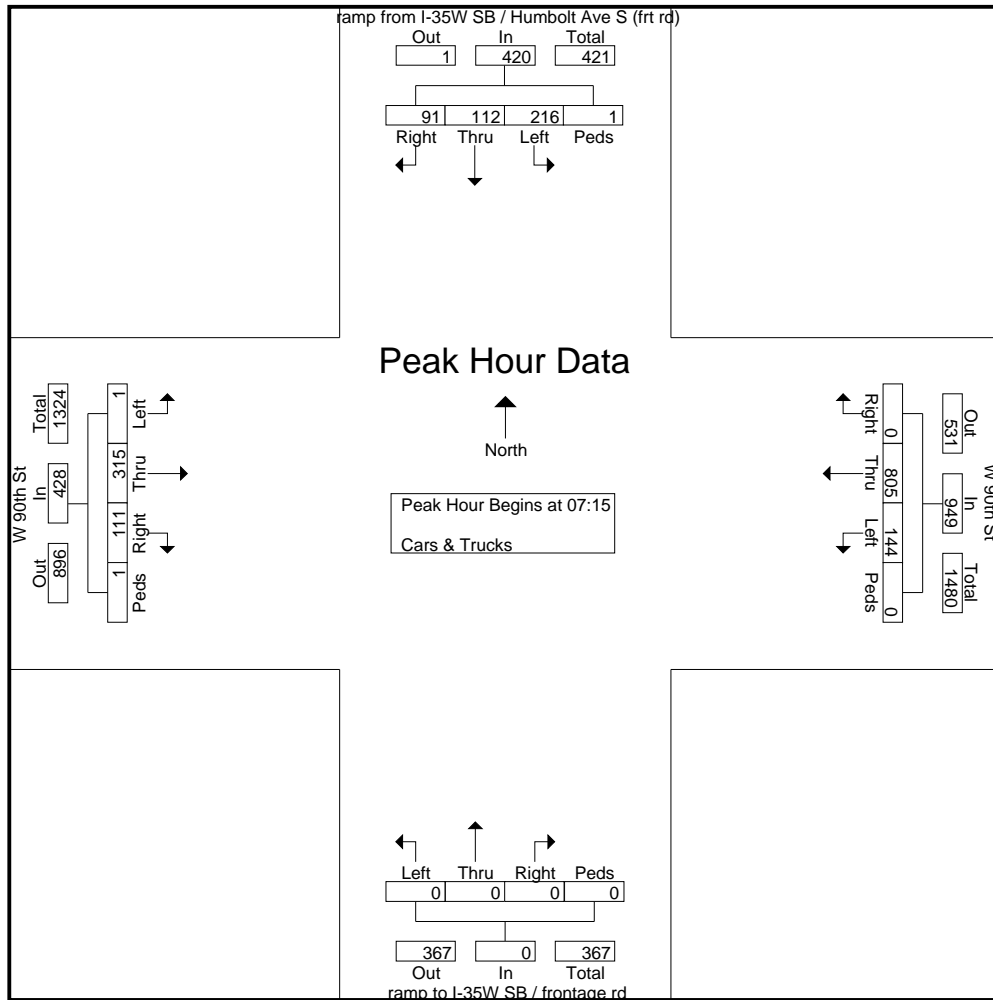 ramp from I-35W SB / Humbolt Ave S (frt rd)
Out In Total
1 420 421
91 112 216 1
Right Thru Left Peds
Peak Hour Data
North
Peak Hour Begins at 07:15
Cars & Trucks
W 90th St
Total In Out
1324 428 896
1 315 111 1
Left Thru Right Peds
W 90th St
Out In Total
531 949 1480
0 805 144 0
Right Thru Left Peds
Left Thru Right Peds
0 0 0 0
367 0 367
Out In Total
ramp to I-35W SB / frontage rd